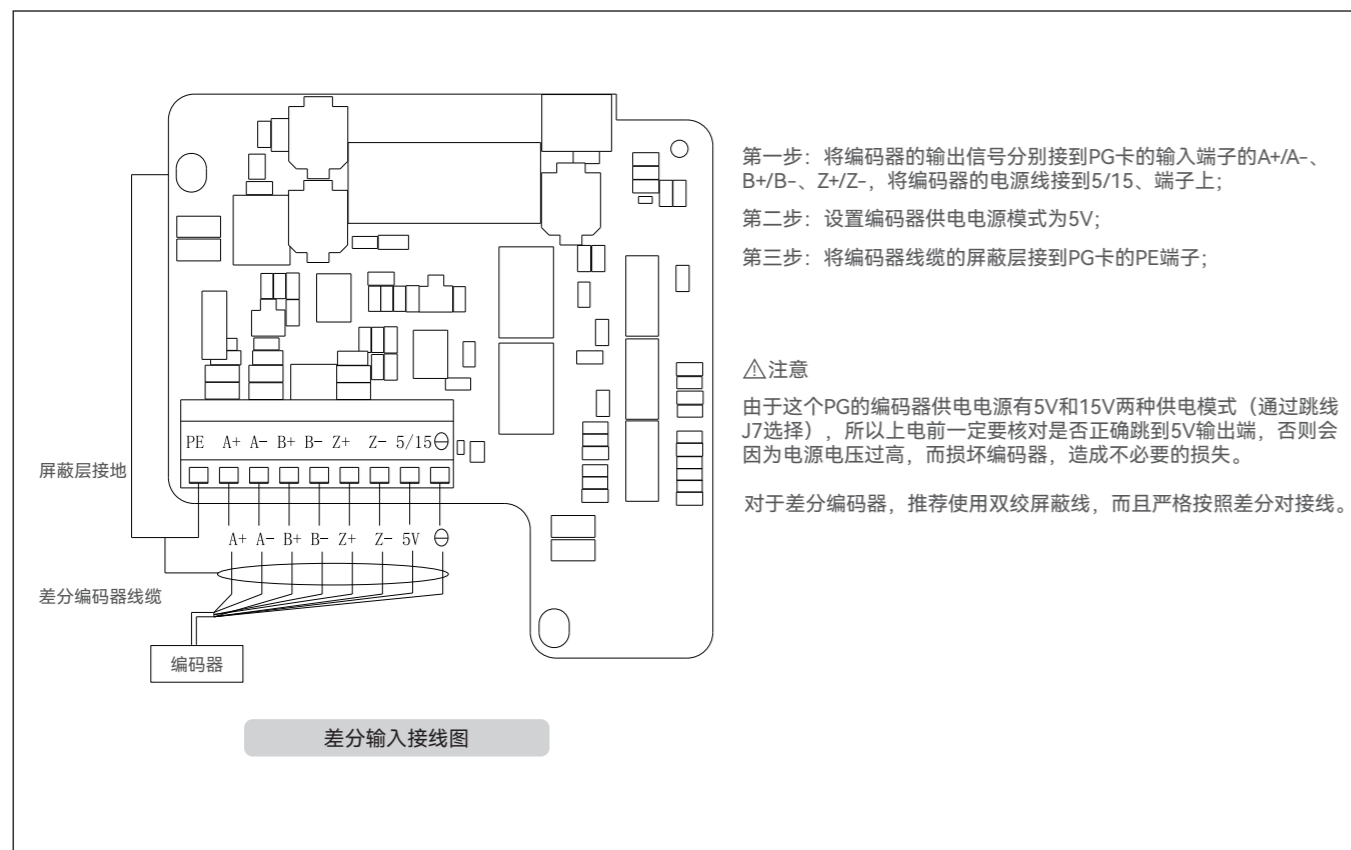 第一步：将编码器的输出信号分别接到PG卡的输入端子的A+/A-、
B+/B-、Z+/Z-，将编码器的电源线接到5/15、端子上；
第二步：设置编码器供电电源模式为5V；
第三步：将编码器线缆的屏蔽层接到PG卡的PE端子；
⚠注意
由于这个PG的编码器供电电源有5V和15V两种供电模式（通过跳线
J7选择），所以上电前一定要核对是否正确跳到5V输出端，否则会
因为电源电压过高，而损坏编码器，造成不必要的损失。
对于差分编码器，推荐使用双绞屏蔽线，而且严格按照差分对接线。
PE A+ A- B+ B- Z+ Z- 5/15 ⊖
屏蔽层接地
A+ A- B+ B- Z+ Z- 5V ⊖
差分编码器线缆
编码器
差分输入接线图